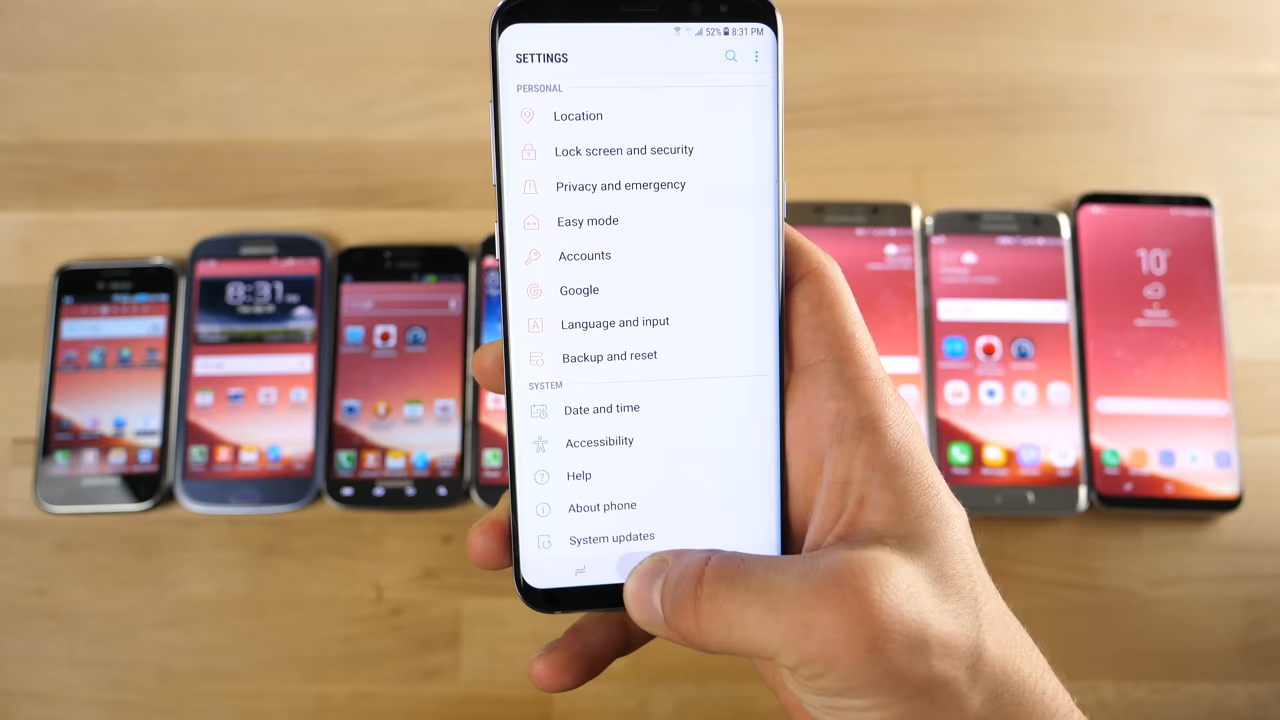 52% 8:31 PM
SETTINGS
PERSONAL
Location
Lock screen and security
Privacy and emergency
Easy mode
Accounts
Google
Language and input
Backup and reset
SYSTEM
Date and time
Accessibility
Help
About phone
System updates
8:31
10°